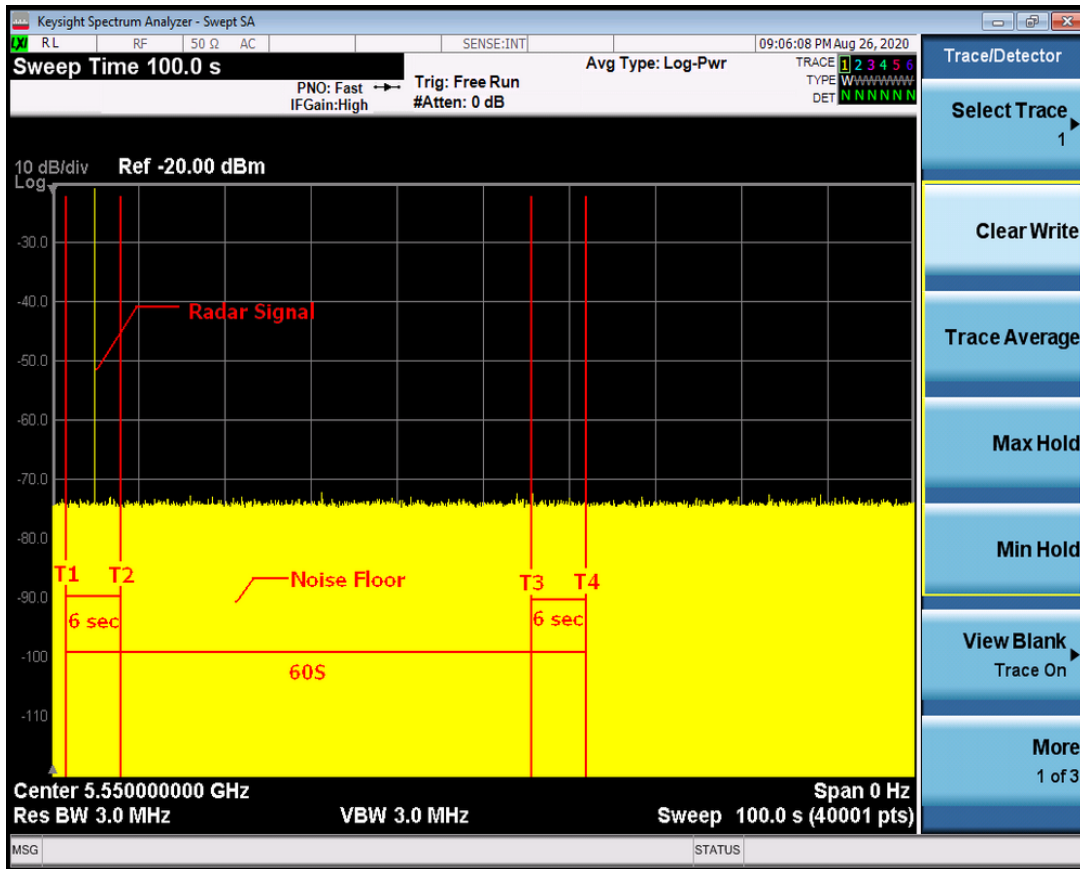 Keysight Spectrum Analyzer - Swept SA
LXI RL RF 50 Ω AC SENSE:INT 09:06:08 PM Aug 26, 2020
Sweep Time 100.0 s
PNO: Fast
IFGain:High
Trig: Free Run
#Atten: 0 dB
Avg Type: Log-Pwr
TRACE 1 2 3 4 5 6
TYPE WWWWWW
DET N N N N N N
10 dB/div
Log
Ref -20.00 dBm
-30.0
-40.0
Radar Signal
-50.0
-60.0
-70.0
-80.0
T1 T2 Noise Floor T3 T4
-90.0
6 sec 6 sec
-100
60S
-110
Center 5.550000000 GHz Span 0 Hz
Res BW 3.0 MHz VBW 3.0 MHz Sweep 100.0 s (40001 pts)
MSG STATUS
Trace/Detector
Select Trace
1
Clear Write
Trace Average
Max Hold
Min Hold
View Blank
Trace On
More
1 of 3